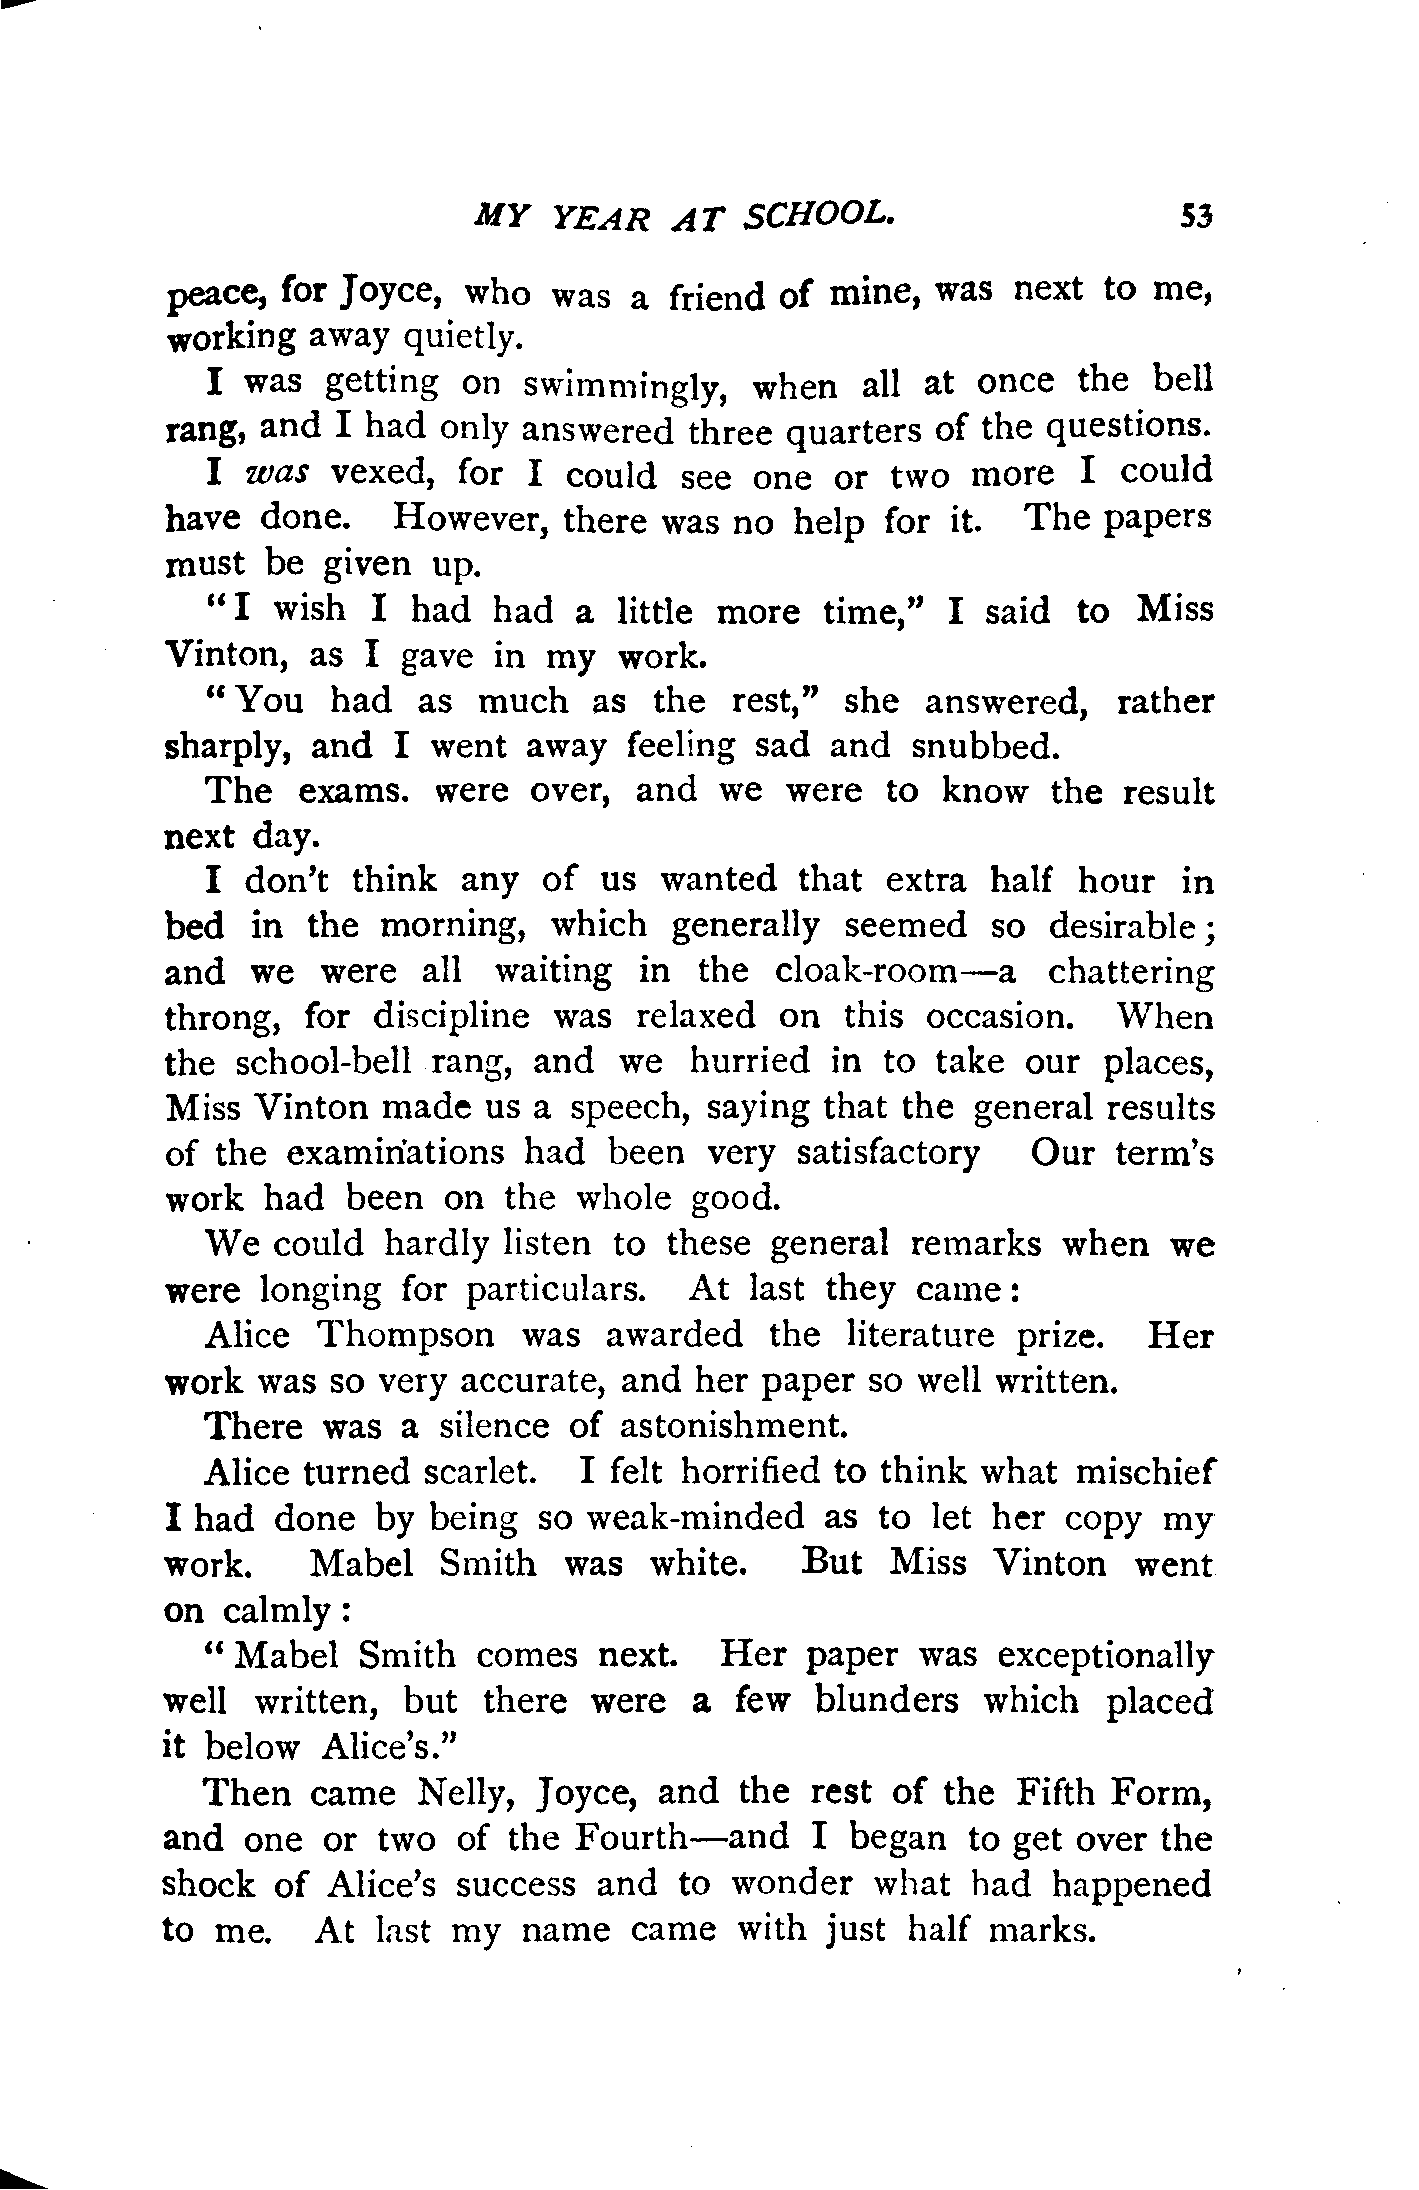 MY YEAR AT SCHOOL. 53
peace, for Joyce, who was a friend of mine, was next to me,
working away quietly.
I was getting on swimmingly, when all at once the bell
rang, and I had only answered three quarters of the questions.
I was vexed, for I could see one or two more I could
have done. However, there was no help for it. The papers
must be given up.
"I wish I had had a little more time," I said to Miss
Vinton, as I gave in my work.
"You had as much as the rest," she answered, rather
sharply, and I went away feeling sad and snubbed.
The exams. were over, and we were to know the result
next day.
I don't think any of us wanted that extra half hour in
bed in the morning, which generally seemed so desirable;
and we were all waiting in the cloak-room—a chattering
throng, for discipline was relaxed on this occasion. When
the school-bell rang, and we hurried in to take our places,
Miss Vinton made us a speech, saying that the general results
of the examinations had been very satisfactory Our term's
work had been on the whole good.
We could hardly listen to these general remarks when we
were longing for particulars. At last they came:
Alice Thompson was awarded the literature prize. Her
work was so very accurate, and her paper so well written.
There was a silence of astonishment.
Alice turned scarlet. I felt horrified to think what mischief
I had done by being so weak-minded as to let her copy my
work. Mabel Smith was white. But Miss Vinton went
on calmly:
"Mabel Smith comes next. Her paper was exceptionally
well written, but there were a few blunders which placed
it below Alice's."
Then came Nelly, Joyce, and the rest of the Fifth Form,
and one or two of the Fourth—and I began to get over the
shock of Alice's success and to wonder what had happened
to me. At last my name came with just half marks.